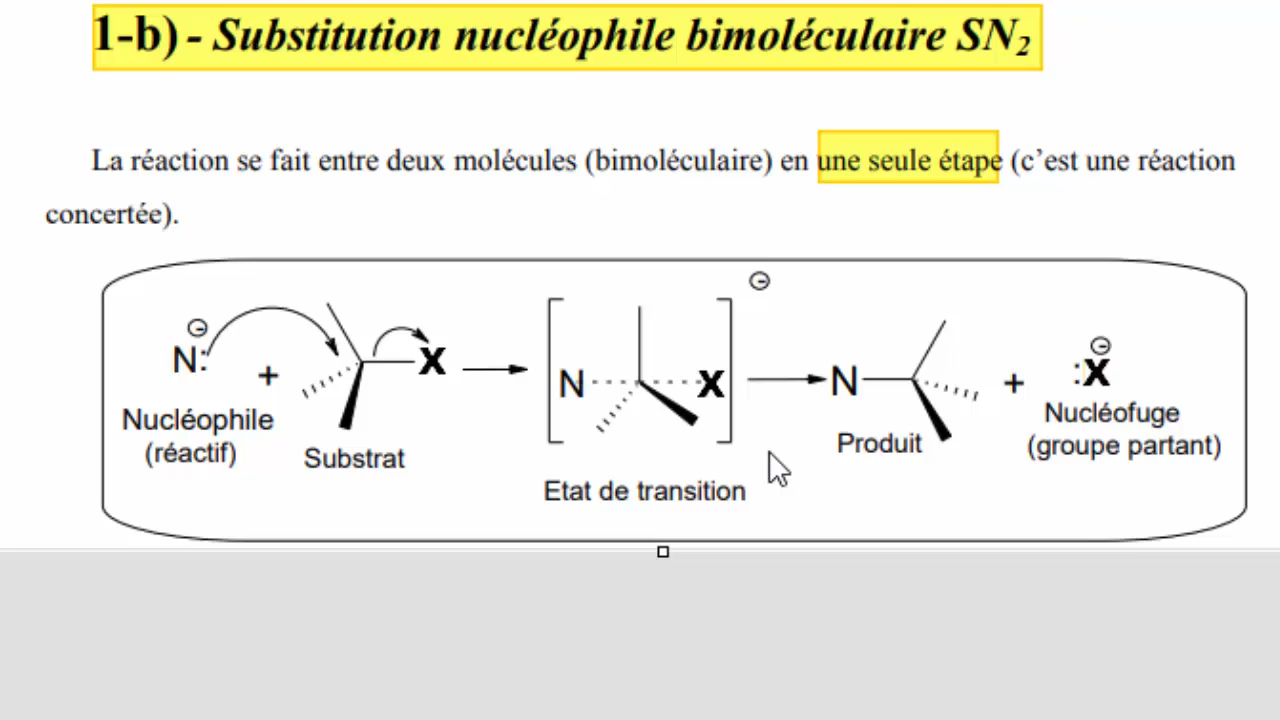 1-b) - Substitution nucléophile bimoléculaire SN₂
La réaction se fait entre deux molécules (bimoléculaire) en une seule étape (c’est une réaction
concertée).
N: ⊖ + X N X ⊖ N + :X ⊖
Nucléophile
(réactif)
Substrat
Etat de transition
Produit
Nucléofuge
(groupe partant)